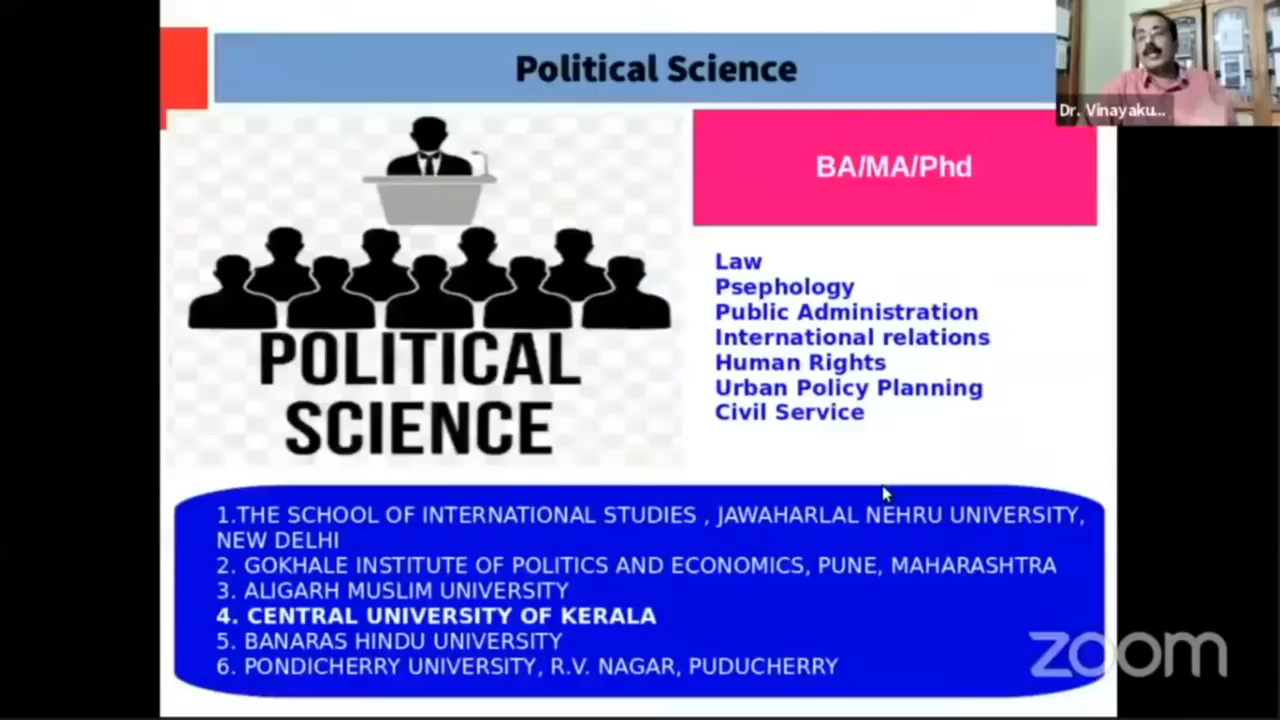 Political Science
Dr. Vinayaku...
BA/MA/Phd
POLITICAL
SCIENCE
Law
Psephology
Public Administration
International relations
Human Rights
Urban Policy Planning
Civil Service
1.THE SCHOOL OF INTERNATIONAL STUDIES , JAWAHARLAL NEHRU UNIVERSITY,
NEW DELHI
2. GOKHALE INSTITUTE OF POLITICS AND ECONOMICS, PUNE, MAHARASHTRA
3. ALIGARH MUSLIM UNIVERSITY
4. CENTRAL UNIVERSITY OF KERALA
5. BANARAS HINDU UNIVERSITY
6. PONDICHERRY UNIVERSITY, R.V. NAGAR, PUDUCHERRY
zoom